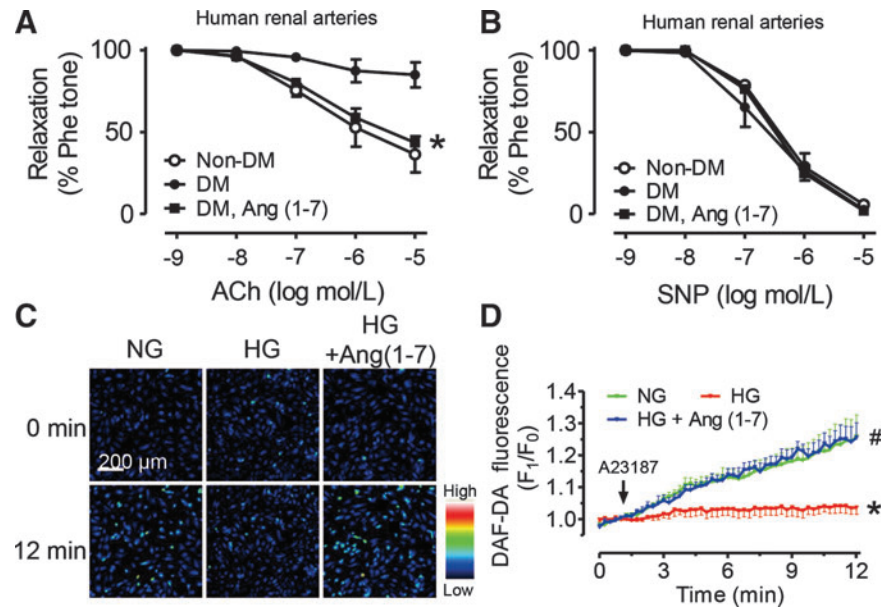 A
Human renal arteries
Relaxation
(% Phe tone)
100
50
0
Non-DM
DM
DM, Ang (1-7)
*
-9 -8 -7 -6 -5
ACh (log mol/L)
B
Human renal arteries
Relaxation
(% Phe tone)
100
50
0
Non-DM
DM
DM, Ang (1-7)
-9 -8 -7 -6 -5
SNP (log mol/L)
C
NG HG HG
+Ang(1-7)
0 min
200 μm
12 min
High
Low
D
DAF-DA fluorescence
(F1/F0)
1.4
1.3
1.2
1.1
1.0
NG HG
HG + Ang (1-7)
A23187
#
*
0 3 6 9 12
Time (min)